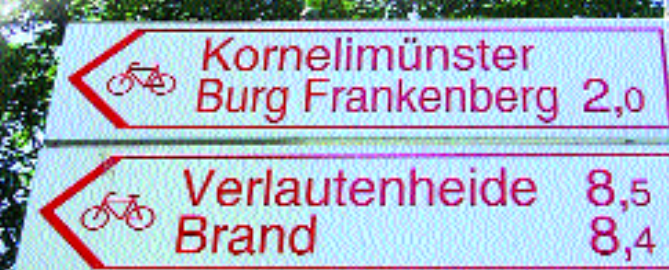 Kornelimünster
Burg Frankenberg 2,0
Verlautenheide 8,5
Brand 8,4